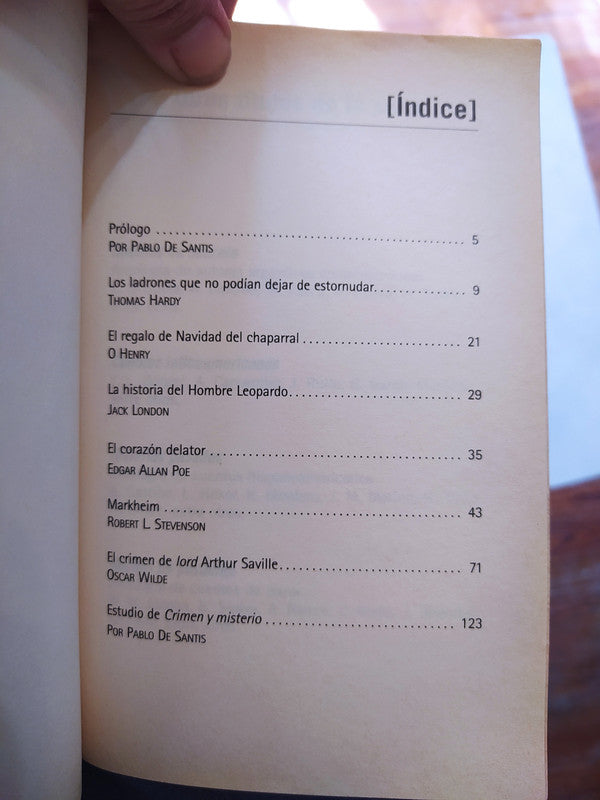 [Índice]
Prólogo 5
POR PABLO DE SANTIS
Los ladrones que no podían dejar de estornudar. 9
THOMAS HARDY
El regalo de Navidad del chaparral 21
O HENRY
La historia del Hombre Leopardo. 29
JACK LONDON
El corazón delator 35
EDGAR ALLAN POE
Markheim 43
ROBERT L. STEVENSON
El crimen de lord Arthur Saville. 71
OSCAR WILDE
Estudio de Crimen y misterio 123
POR PABLO DE SANTIS